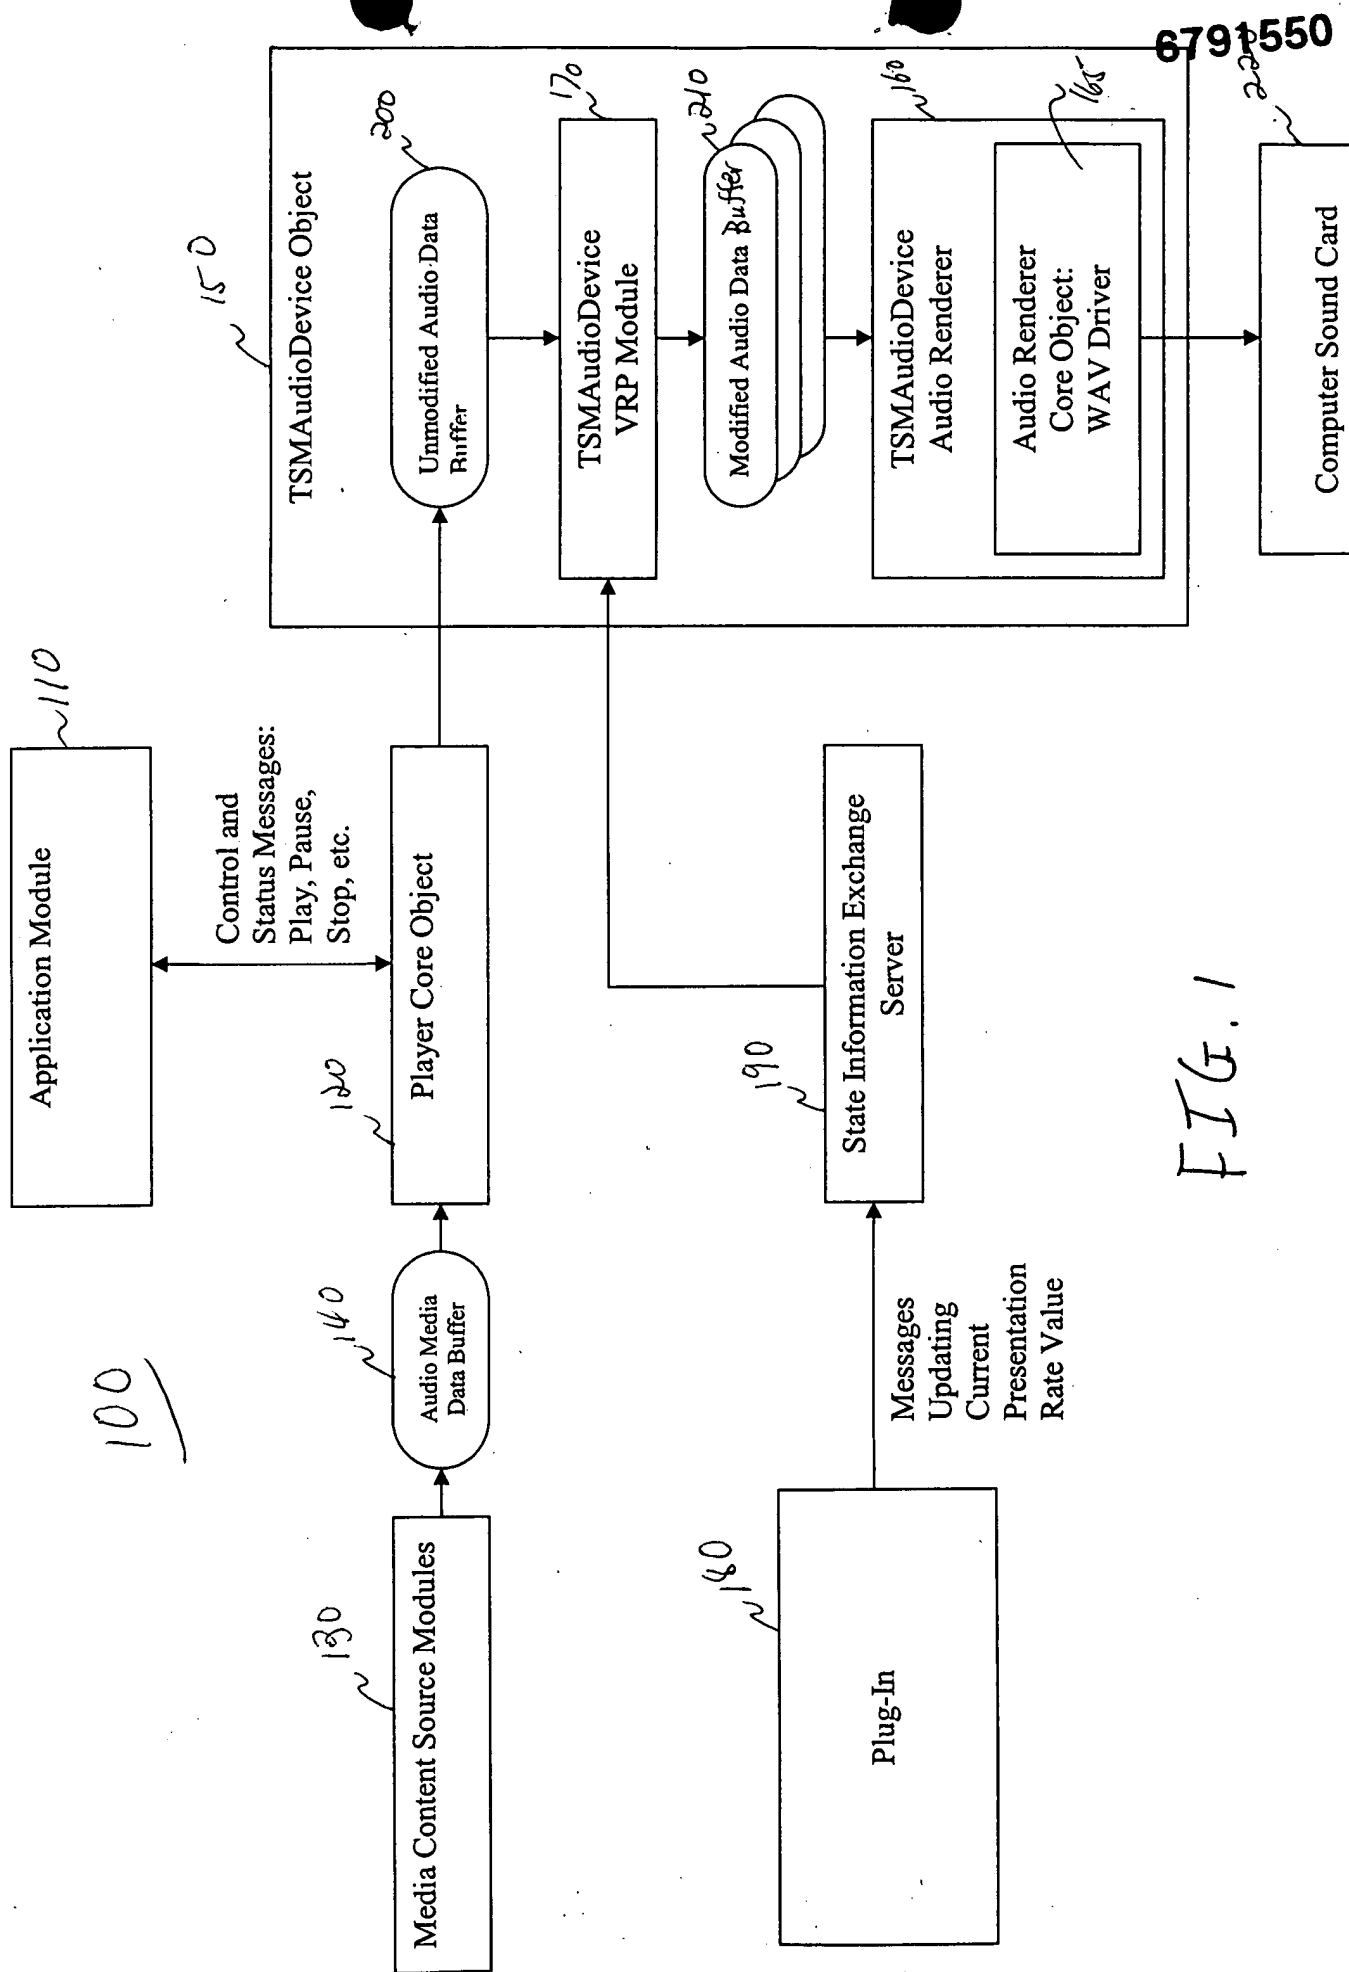 6791550
100
Application Module
110
Control and
Status Messages:
Play, Pause,
Stop, etc.
Media Content Source Modules
130
Audio Media
Data Buffer
140
Player Core Object
120
Plug-In
180
Messages
Updating
Current
Presentation
Rate Value
State Information Exchange
Server
190
TSMAudioDevice Object
150
Unmodified Audio Data
Buffer
200
TSMAudioDevice
VRP Module
170
Modified Audio Data Buffer
210
TSMAudioDevice
Audio Renderer
160
Audio Renderer
Core Object:
WAV Driver
165
Computer Sound Card
220
FIG. 1